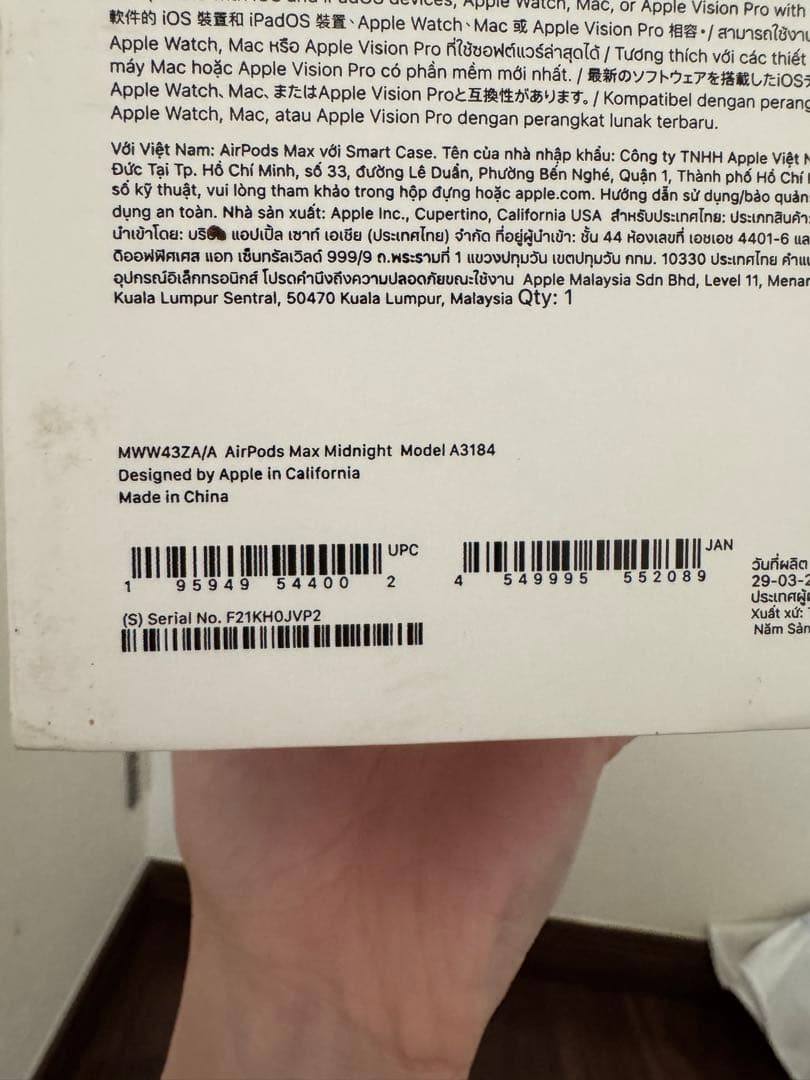 devices, Apple Watch, Mac, or Apple Vision Pro with
軟件的 iOS 裝置和 iPadOS 裝置、Apple Watch、Mac 或 Apple Vision Pro 相容。/ สามารถใช้งาน
Apple Watch, Mac หรือ Apple Vision Pro ที่ใช้ซอฟต์แวร์ล่าสุดได้ / Tương thích với các thiết
máy Mac hoặc Apple Vision Pro có phần mềm mới nhất. / 最新のソフトウェアを搭載したiOSデ
Apple Watch、Mac、またはApple Vision Proと互換性があります。/ Kompatibel dengan perang
Apple Watch, Mac, atau Apple Vision Pro dengan perangkat lunak terbaru.
Với Việt Nam: AirPods Max với Smart Case. Tên của nhà nhập khẩu: Công ty TNHH Apple Việt N
Đức Tại Tp. Hồ Chí Minh, số 33, đường Lê Duẩn, Phường Bến Nghé, Quận 1, Thành phố Hồ Chí
số kỹ thuật, vui lòng tham khảo trong hộp đựng hoặc apple.com. Hướng dẫn sử dụng/bảo quản
dụng an toàn. Nhà sản xuất: Apple Inc., Cupertino, California USA สำหรับประเทศไทย: ประเภทสินค้า:
นำเข้าโดย: แอปเปิ้ล เซาท์ เอเชีย (ประเทศไทย) จำกัด ที่อยู่ผู้นำเข้า: ชั้น 44 ห้องเลขที่ เอชเอช 4401-6 แล
ดิออฟฟิศเศส แอท เซ็นทรัลเวิลด์ 999/9 ถ.พระรามที่ 1 แขวงปทุมวัน เขตปทุมวัน กทม. 10330 ประเทศไทย คำแน
อุปกรณ์อิเล็กทรอนิกส์ โปรดคำนึงถึงความปลอดภัยขณะใช้งาน Apple Malaysia Sdn Bhd, Level 11, Menar
Kuala Lumpur Sentral, 50470 Kuala Lumpur, Malaysia Qty: 1
MWW43ZA/A AirPods Max Midnight Model A3184
Designed by Apple in California
Made in China
UPC
1 95949 54400 2
JAN
4 549995 552089
(S) Serial No. F21KH0JVP2
วันที่ผลิต
29-03-2
ประเทศผู้
Xuất xứ:
Năm Sản